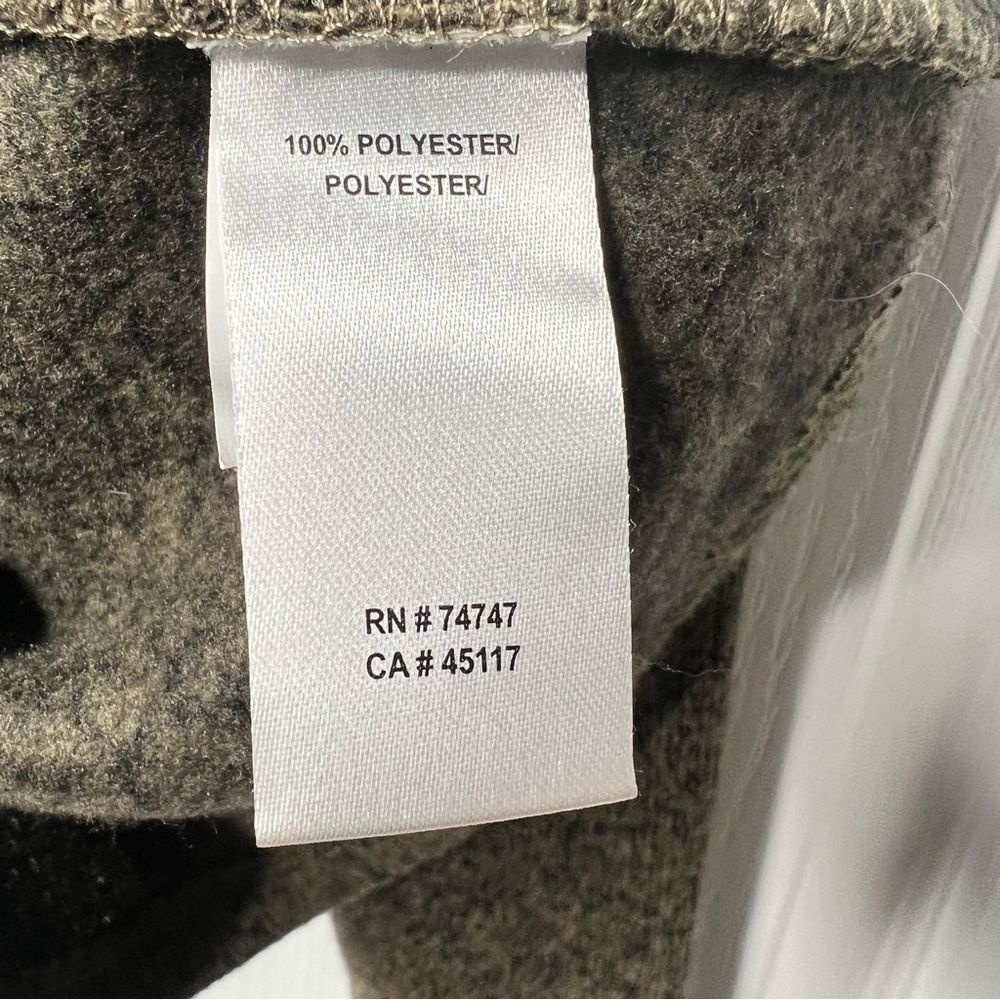 100% POLYESTER/
POLYESTER/
RN # 74747
CA # 45117